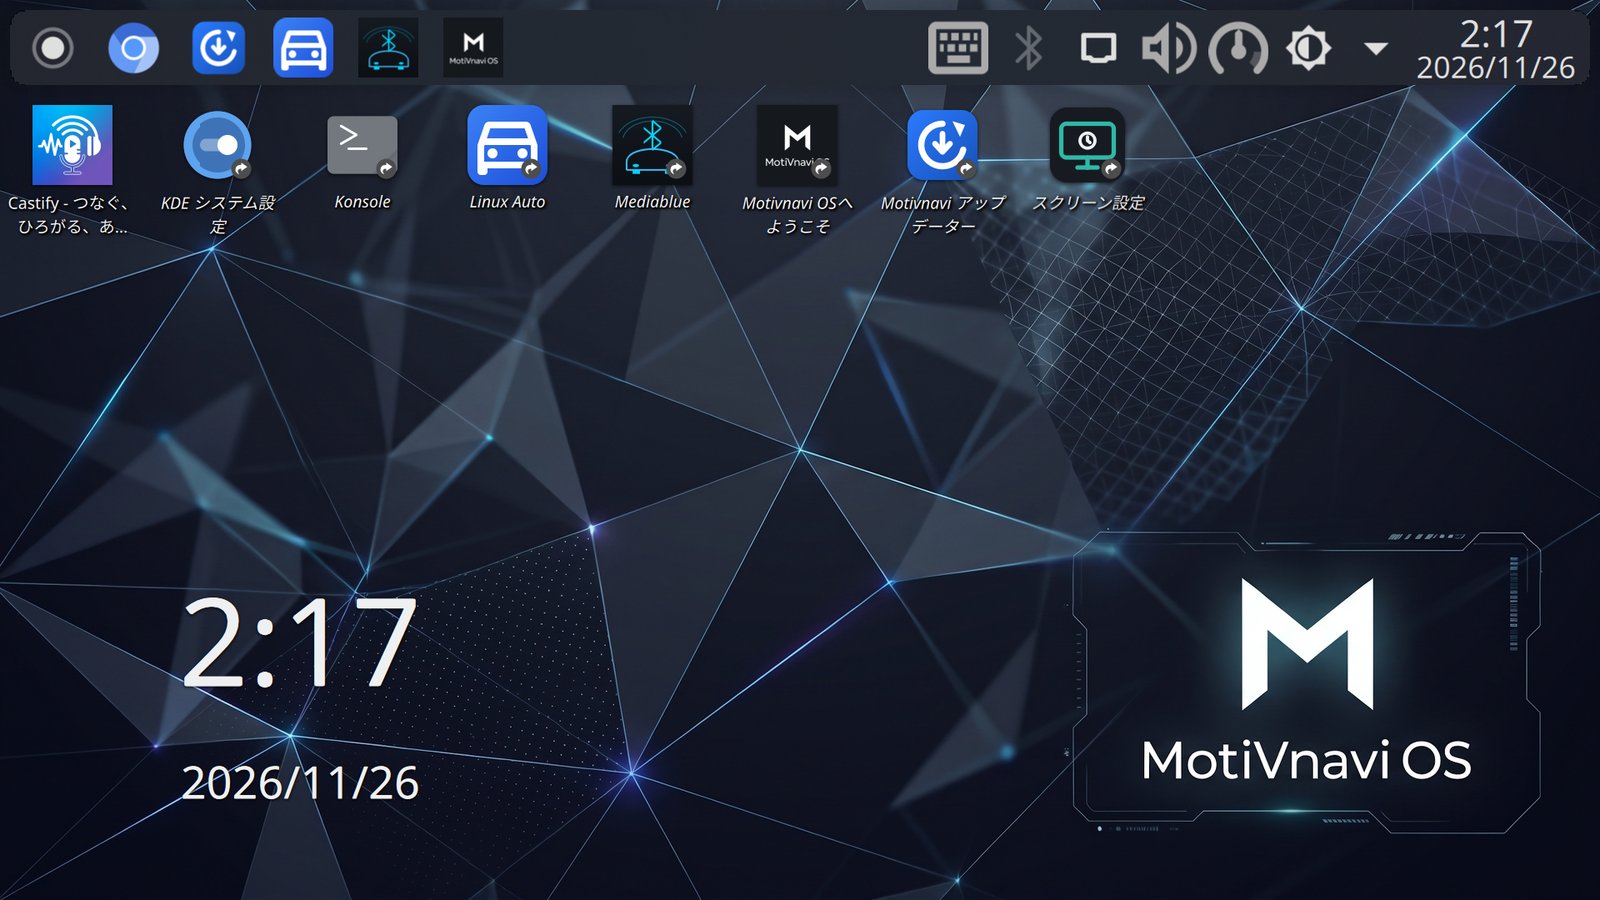 MotiVnavi OS
2:17
2026/11/26
Castify - つなぐ、
ひろがる、あ...
KDE システム設
定
Konsole
Linux Auto
Mediablue
MotiVnavi
Motivnavi OSへ
ようこそ
Motivnavi アップ
データー
スクリーン設定
2:17
2026/11/26
MotiVnavi OS